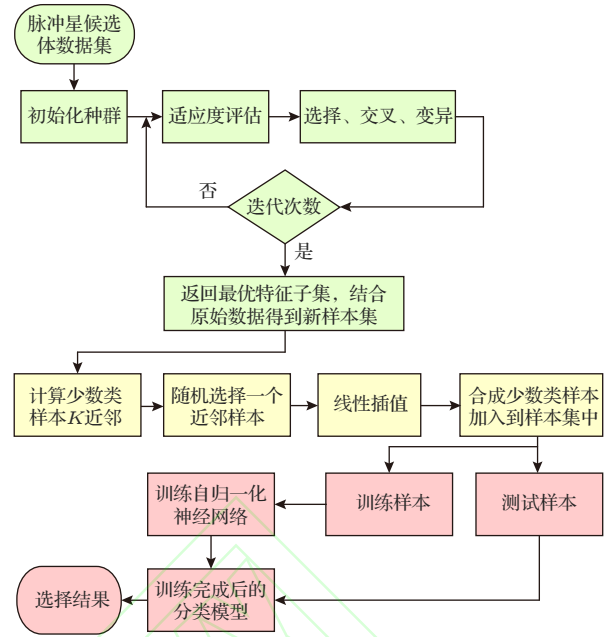 脉冲星候选
体数据集
初始化种群
适应度评估
选择、交叉、变异
否
迭代次数
是
返回最优特征子集，结合
原始数据得到新样本集
计算少数类
样本K近邻
随机选择一个
近邻样本
线性插值
合成少数类样本
加入到样本集中
训练自归一化
神经网络
训练样本
测试样本
选择结果
训练完成后的
分类模型